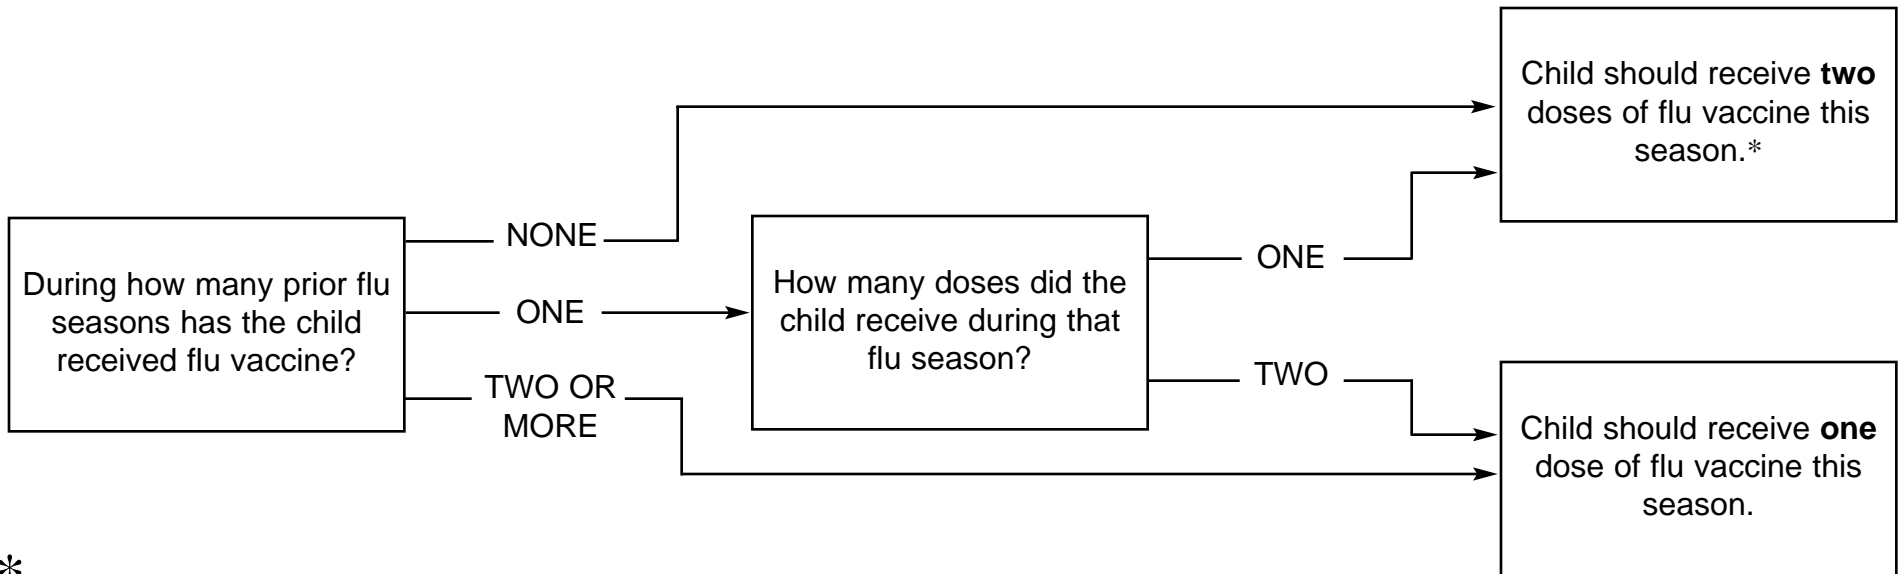 Child should receive two
doses of flu vaccine this
season.*
NONE
During how many prior flu
seasons has the child
received flu vaccine?
ONE
How many doses did the
child receive during that
flu season?
ONE
TWO
TWO OR
MORE
Child should receive one
dose of flu vaccine this
season.
*